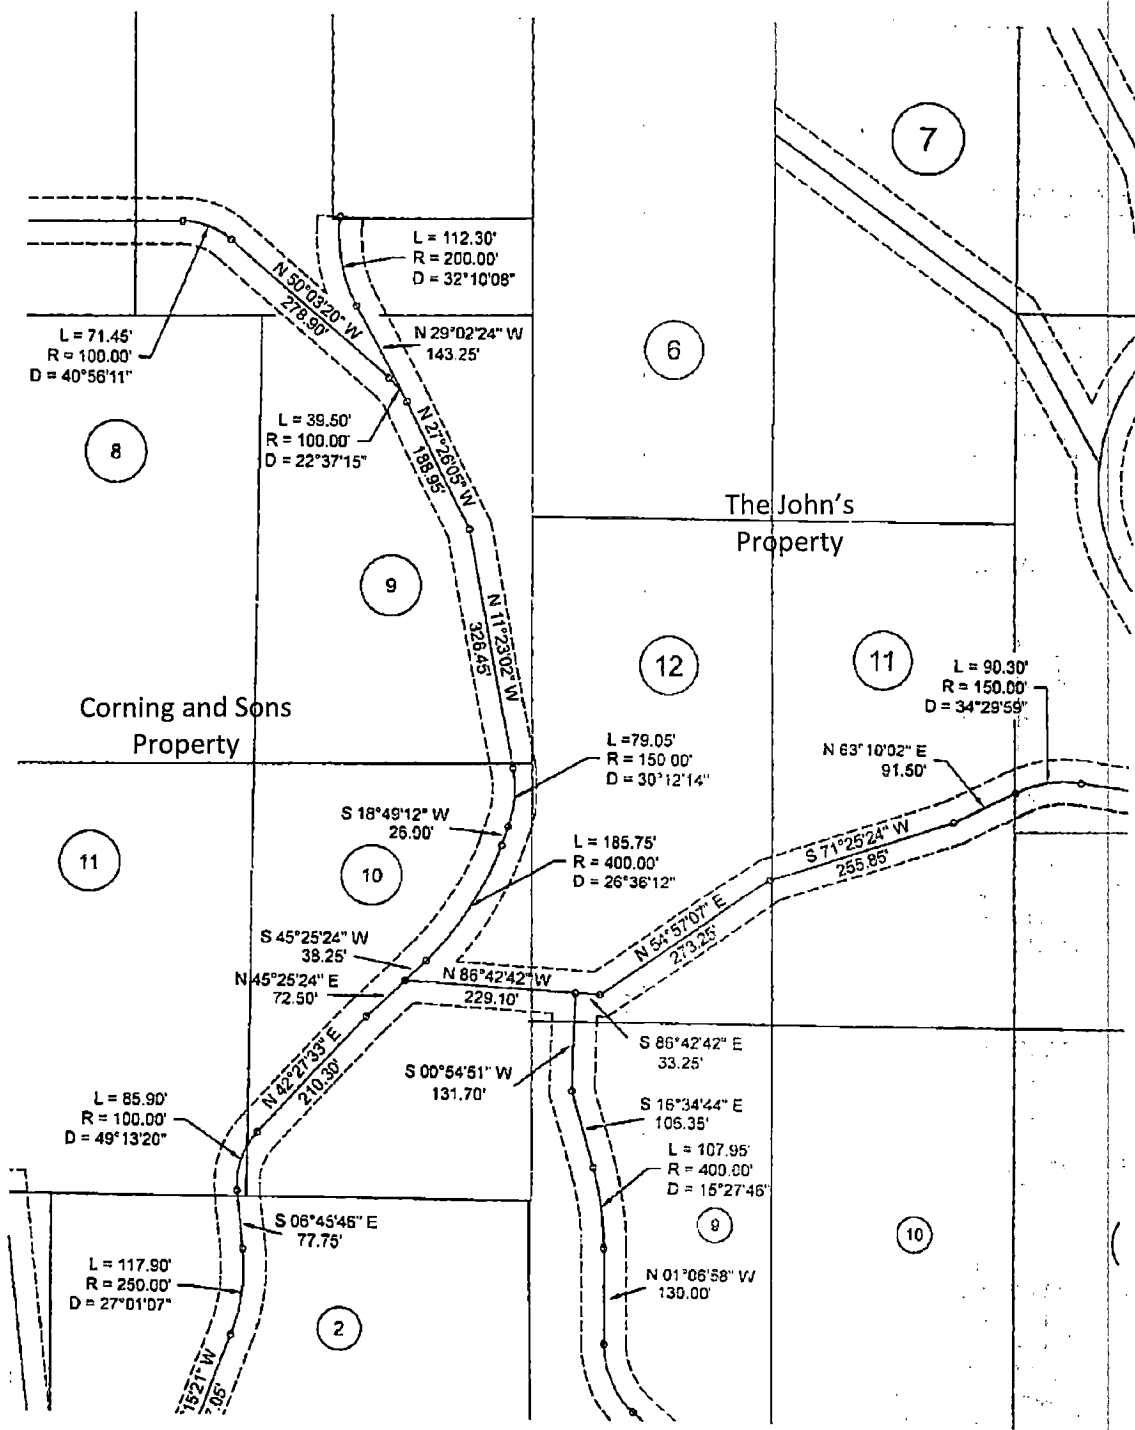 7
L = 112.30'
R = 200.00'
D = 32°10'08"
N 50°03'20" W
278.90'
L = 71.45'
R = 100.00'
D = 40°56'11"
N 29°02'24" W
143.25'
6
L = 39.50'
R = 100.00'
D = 22°37'15"
N 27°26'05" W
188.95'
8
The John's
Property
9
N 11°23'02" W
326.45'
12
11
L = 90.30'
R = 150.00'
D = 34°29'59"
Corning and Sons
Property
L =79.05'
R = 150.00'
D = 30°12'14"
N 63°10'02" E
91.50'
S 18°49'12" W
26.00'
S 71°25'24" W
255.85'
L = 185.75'
R = 400.00'
D = 26°36'12"
11
10
S 45°25'24" W
38.25'
N 54°57'07" E
273.25'
N 45°25'24" E
72.50'
N 86°42'42" W
229.10'
S 86°42'42" E
33.25'
N 42°27'33" E
210.30'
S 00°54'51" W
131.70'
L = 85.90'
R = 100.00'
D = 49°13'20"
S 16°34'44" E
106.35'
L = 107.95'
R = 400.00'
D = 15°27'46"
S 06°45'46" E
77.75'
9
10
L = 117.90'
R = 250.00'
D = 27°01'07"
N 01°06'58" W
130.00'
2
°15'21" W
.05'